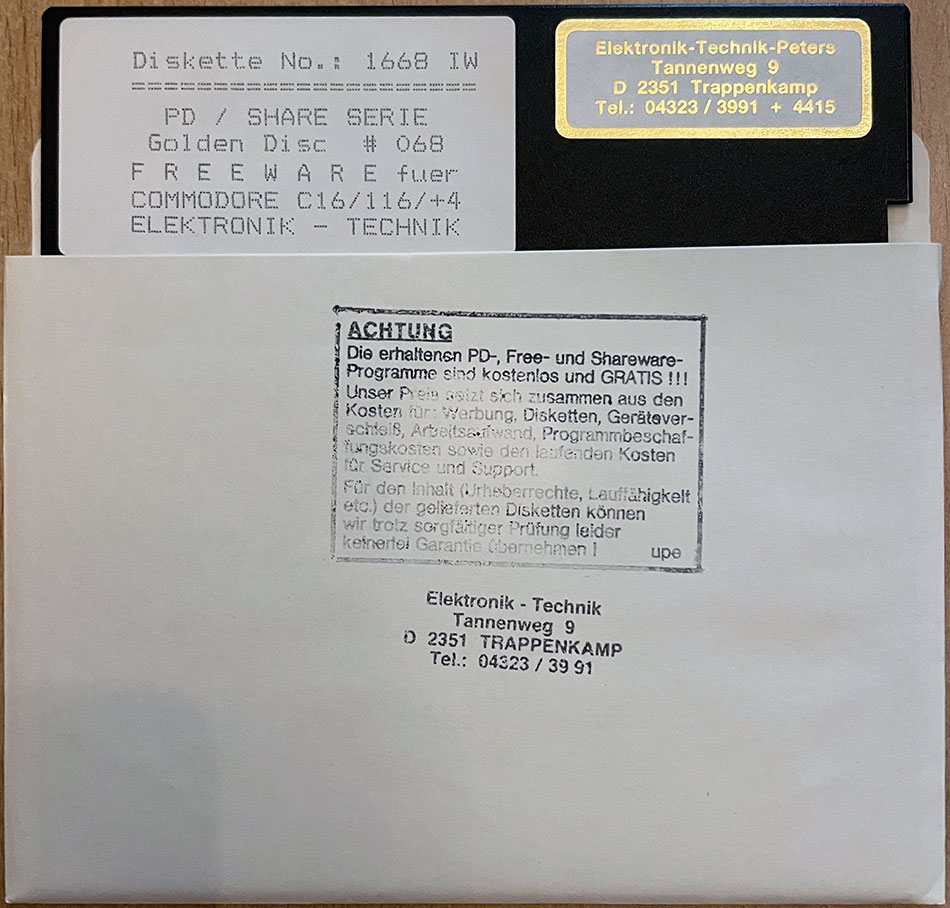 Diskette No.: 1668 IW
=====================
PD / SHARE SERIE
Golden Disc # 068
F R E E W A R E fuer
COMMODORE C16/116/+4
ELEKTRONIK - TECHNIK
Elektronik-Technik-Peters
Tannenweg 9
D 2351 Trappenkamp
Tel.: 04323 / 3991 + 4415
ACHTUNG
Die erhaltenen PD-, Free- und Shareware-
Programme sind kostenlos und GRATIS !!!
Unser Preis setzt sich zusammen aus den
Kosten für: Werbung, Disketten, Gerätever-
schleiß, Arbeitsaufwand, Programmbeschaf-
fungskosten sowie den laufenden Kosten
für Service und Support.
Für den Inhalt (Urheberrechte, Lauffähigkeit
etc.) der gelieferten Disketten können
wir trotz sorgfältiger Prüfung leider
keinerlei Garantie übernehmen ! upe
Elektronik - Technik
Tannenweg 9
D 2351 TRAPPENKAMP
Tel.: 04323 / 39 91